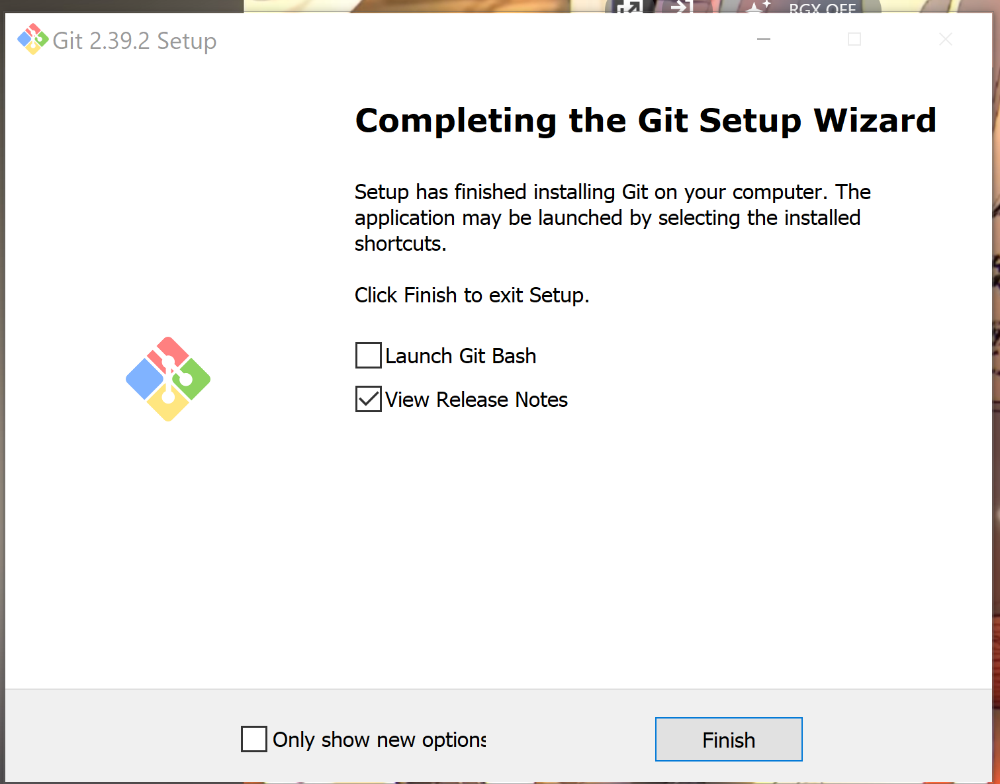 RGX OFF
Git 2.39.2 Setup
Completing the Git Setup Wizard
Setup has finished installing Git on your computer. The
application may be launched by selecting the installed
shortcuts.
Click Finish to exit Setup.
Launch Git Bash
View Release Notes
Only show new options
Finish